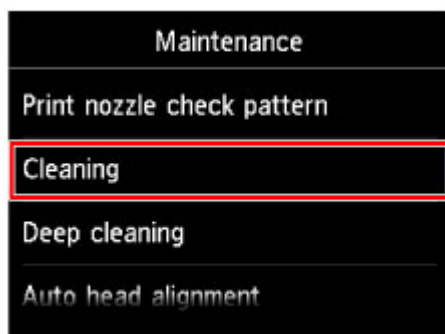 Maintenance
Print nozzle check pattern
Cleaning
Deep cleaning
Auto head alignment